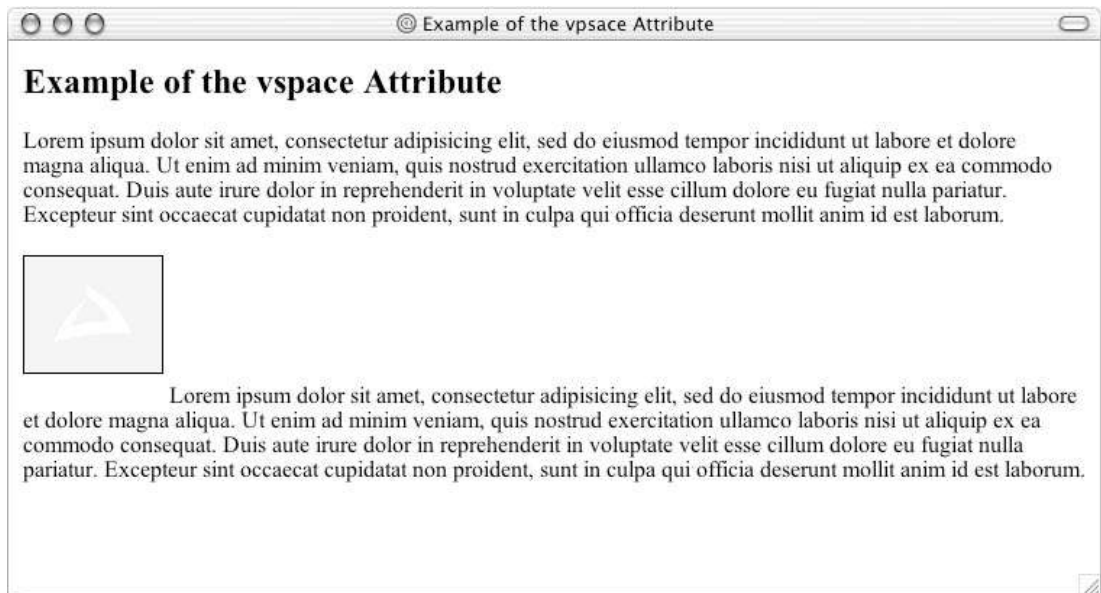 Example of the vpsace Attribute
Example of the vspace Attribute
Lorem ipsum dolor sit amet, consectetur adipisicing elit, sed do eiusmod tempor incididunt ut labore et dolore
magna aliqua. Ut enim ad minim veniam, quis nostrud exercitation ullamco laboris nisi ut aliquip ex ea commodo
consequat. Duis aute irure dolor in reprehenderit in voluptate velit esse cillum dolore eu fugiat nulla pariatur.
Excepteur sint occaecat cupidatat non proident, sunt in culpa qui officia deserunt mollit anim id est laborum.
Lorem ipsum dolor sit amet, consectetur adipisicing elit, sed do eiusmod tempor incididunt ut labore
et dolore magna aliqua. Ut enim ad minim veniam, quis nostrud exercitation ullamco laboris nisi ut aliquip ex ea
commodo consequat. Duis aute irure dolor in reprehenderit in voluptate velit esse cillum dolore eu fugiat nulla
pariatur. Excepteur sint occaecat cupidatat non proident, sunt in culpa qui officia deserunt mollit anim id est laborum.